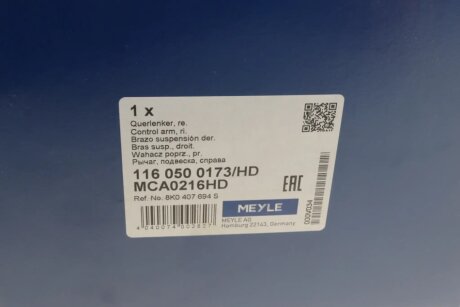 1 x
Querlenker, re.
Control arm, ri.
Brazo suspensión der.
Bras susp., droit.
Wahacz poprz., pr.
Рычаг, подвеска, справа
116 050 0173/HD
MCA0216HD
Ref.-No. 8K0 407 694 S
EAC
MEYLE
MEYLE AG
Hamburg 22143, Germany